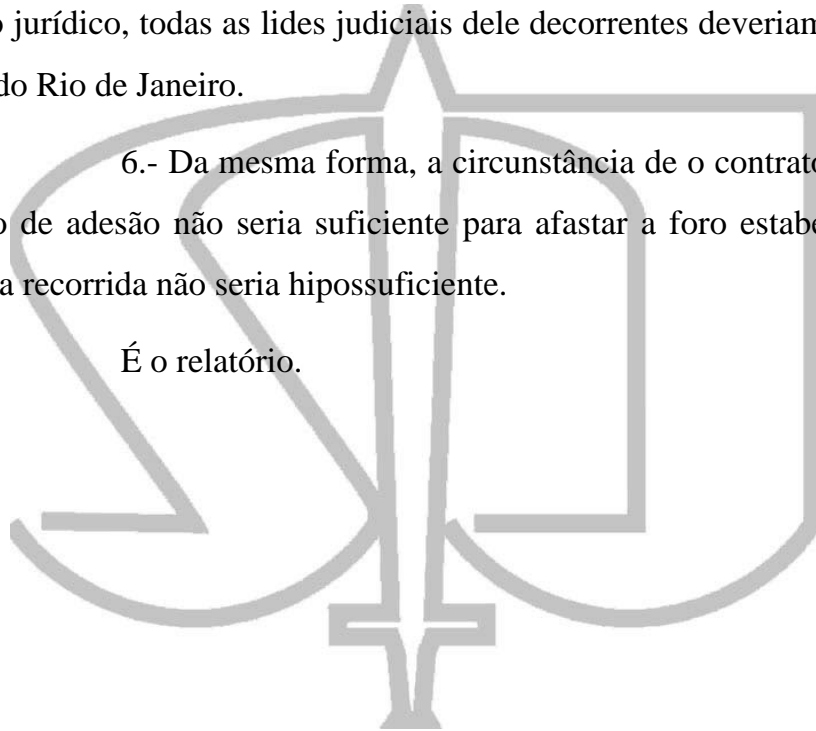 o jurídico, todas as lides judiciais dele decorrentes deveriam
do Rio de Janeiro.
6.- Da mesma forma, a circunstância de o contrato
o de adesão não seria suficiente para afastar a foro estabe
a recorrida não seria hipossuficiente.
É o relatório.